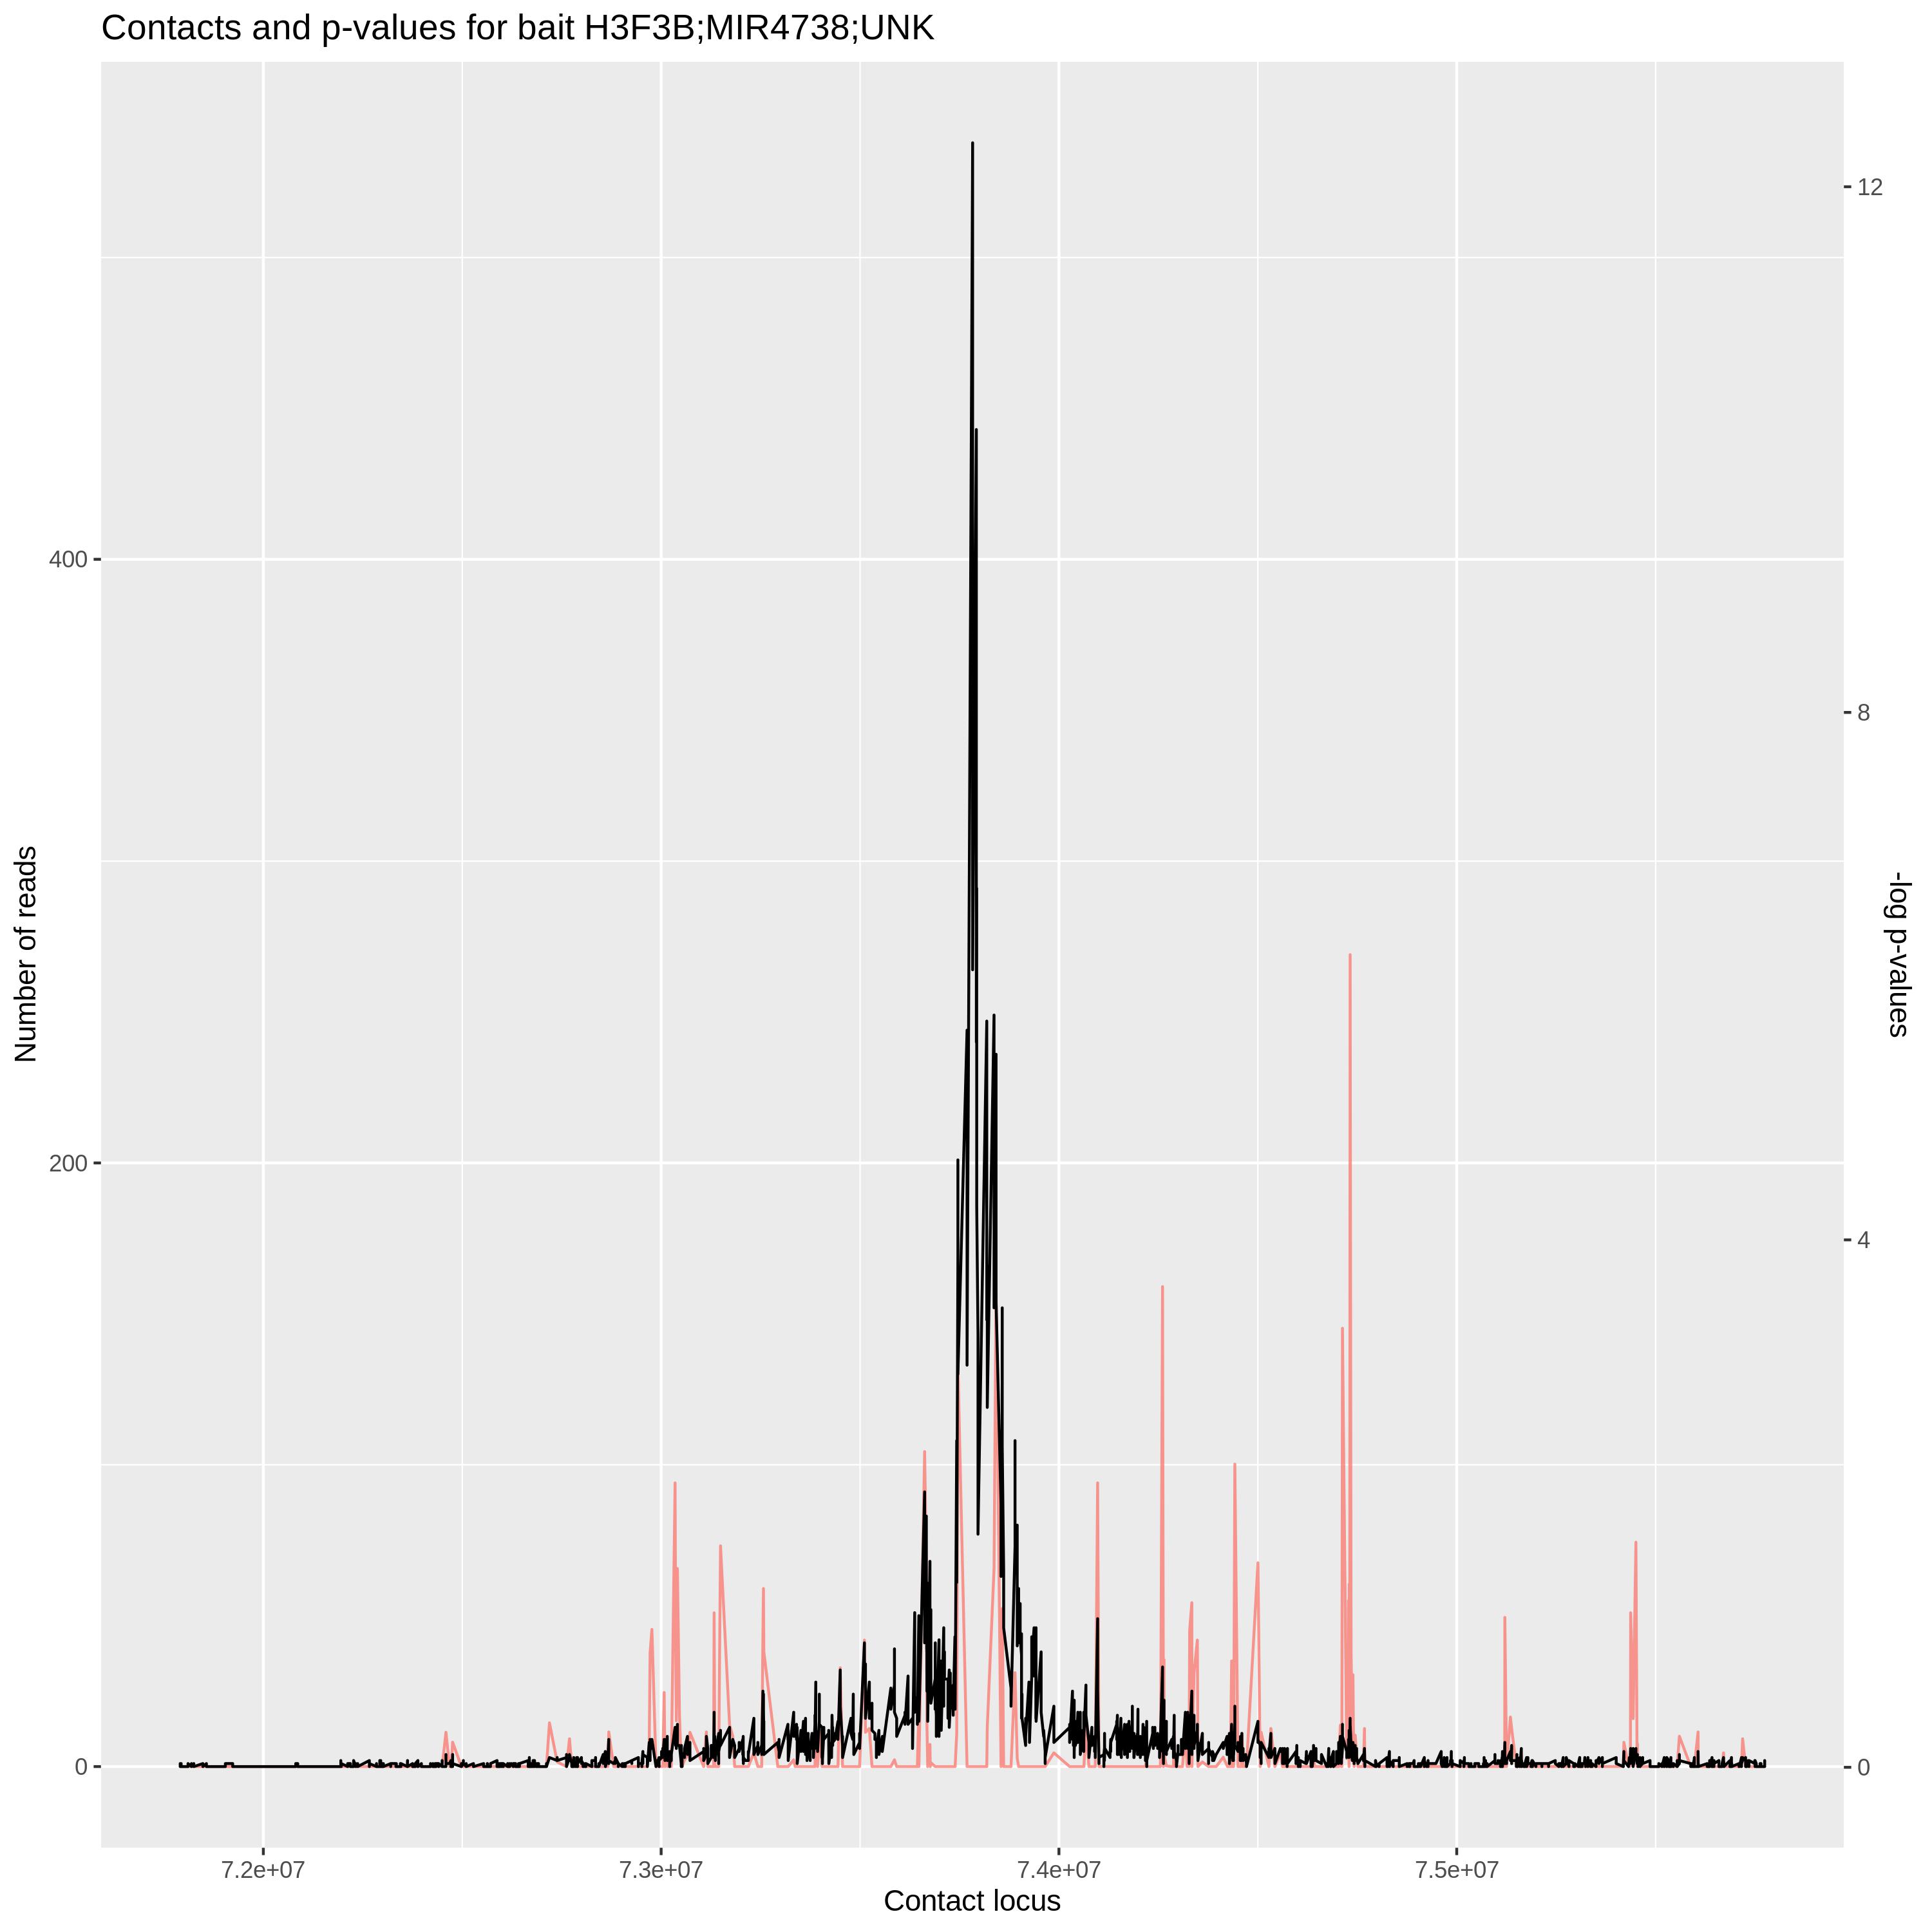 Contacts and p-values for bait H3F3B;MIR4738;UNK
12
400
8
Number of reads
-log p-values
200
4
0
0
7.2e+07 7.3e+07 7.4e+07 7.5e+07
Contact locus